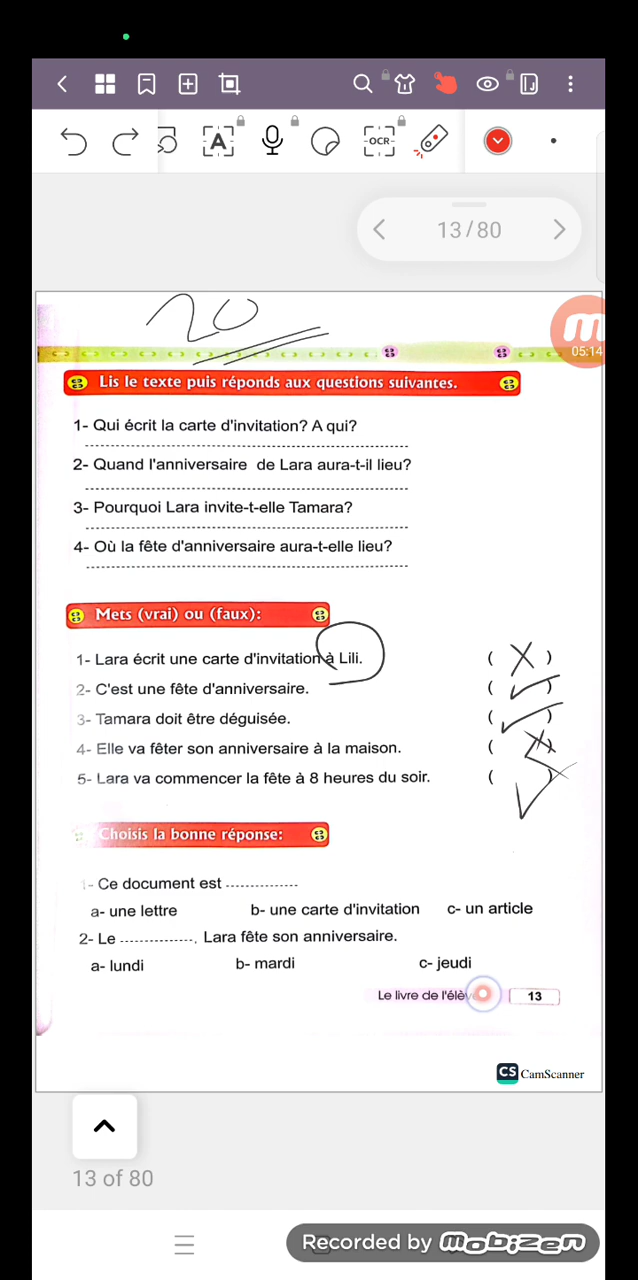 A
OCR
13/80
05:14
20
Lis le texte puis réponds aux questions suivantes.
1- Qui écrit la carte d'invitation? A qui?
2- Quand l'anniversaire de Lara aura-t-il lieu?
3- Pourquoi Lara invite-t-elle Tamara?
4- Où la fête d'anniversaire aura-t-elle lieu?
Mets (vrai) ou (faux):
1- Lara écrit une carte d'invitation à Lili. ( X )
2- C'est une fête d'anniversaire. ( ✓ )
3- Tamara doit être déguisée. ( ✓ )
4- Elle va fêter son anniversaire à la maison. (
5- Lara va commencer la fête à 8 heures du soir. ( )
Choisis la bonne réponse:
1- Ce document est ..............
a- une lettre b- une carte d'invitation c- un article
2- Le .............. Lara fête son anniversaire.
a- lundi b- mardi c- jeudi
Le livre de l'élè 13
CS CamScanner
13 of 80
Recorded by mobizen